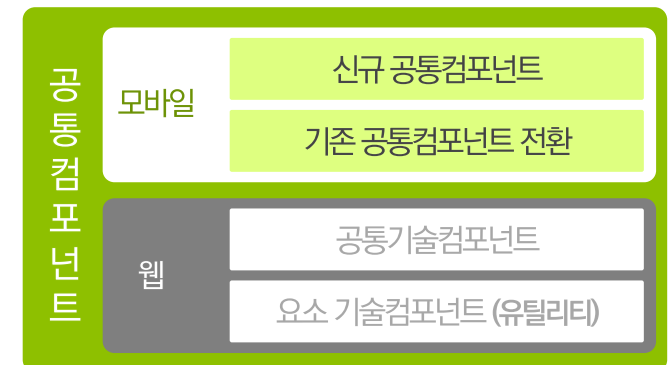 공통컴포넌트
모바일
신규 공통컴포넌트
기존 공통컴포넌트 전환
웹
공통기술컴포넌트
요소 기술컴포넌트 (유틸리티)